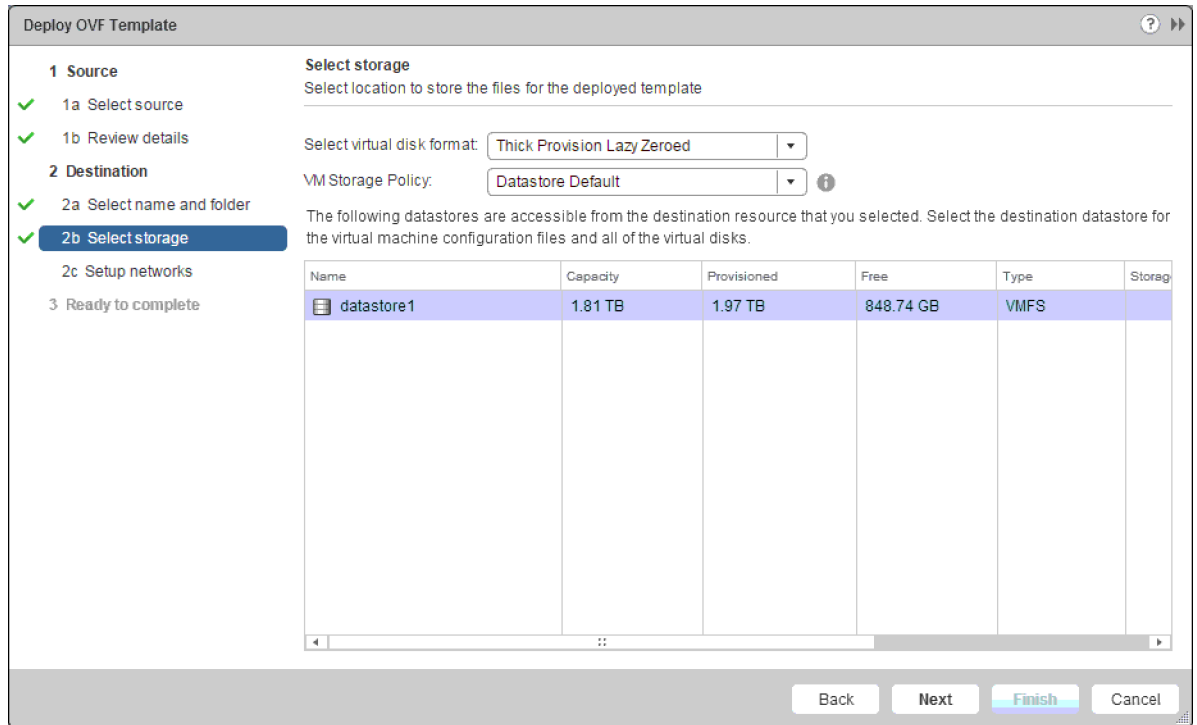 Deploy OVF Template
?
1 Source
1a Select source
1b Review details
2 Destination
2a Select name and folder
2b Select storage
2c Setup networks
3 Ready to complete
Select storage
Select location to store the files for the deployed template
Select virtual disk format: Thick Provision Lazy Zeroed
VM Storage Policy: Datastore Default
The following datastores are accessible from the destination resource that you selected. Select the destination datastore for
the virtual machine configuration files and all of the virtual disks.
Name Capacity Provisioned Free Type Storag
datastore1 1.81 TB 1.97 TB 848.74 GB VMFS
Back Next Finish Cancel